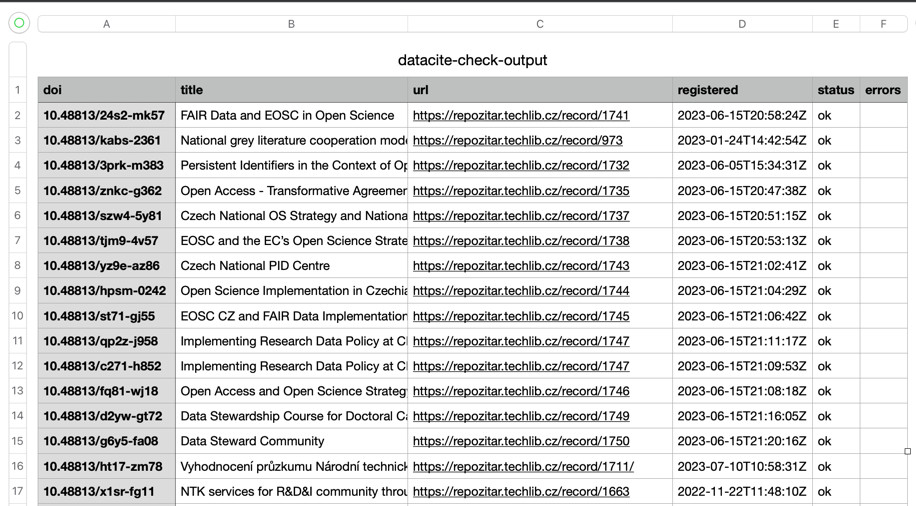 A B C D E F
datacite-check-output
1 doi title url registered status errors
2 10.48813/24s2-mk57 FAIR Data and EOSC in Open Science https://repozitar.techlib.cz/record/1741 2023-06-15T20:58:24Z ok
3 10.48813/kabs-2361 National grey literature cooperation mode https://repozitar.techlib.cz/record/973 2023-01-24T14:42:54Z ok
4 10.48813/3prk-m383 Persistent Identifiers in the Context of Op https://repozitar.techlib.cz/record/1732 2023-06-05T15:34:31Z ok
5 10.48813/znkc-g362 Open Access - Transformative Agreemer https://repozitar.techlib.cz/record/1735 2023-06-15T20:47:38Z ok
6 10.48813/szw4-5y81 Czech National OS Strategy and Nationa https://repozitar.techlib.cz/record/1737 2023-06-15T20:51:15Z ok
7 10.48813/tjm9-4v57 EOSC and the EC's Open Science Strate https://repozitar.techlib.cz/record/1738 2023-06-15T20:53:13Z ok
8 10.48813/yz9e-az86 Czech National PID Centre https://repozitar.techlib.cz/record/1743 2023-06-15T21:02:41Z ok
9 10.48813/hpsm-0242 Open Science Implementation in Czechia https://repozitar.techlib.cz/record/1744 2023-06-15T21:04:29Z ok
10 10.48813/st71-gj55 EOSC CZ and FAIR Data Implementation https://repozitar.techlib.cz/record/1745 2023-06-15T21:06:42Z ok
11 10.48813/qp2z-j958 Implementing Research Data Policy at C https://repozitar.techlib.cz/record/1747 2023-06-15T21:11:17Z ok
12 10.48813/c271-h852 Implementing Research Data Policy at C https://repozitar.techlib.cz/record/1747 2023-06-15T21:09:53Z ok
13 10.48813/fq81-wj18 Open Access and Open Science Strategy https://repozitar.techlib.cz/record/1746 2023-06-15T21:08:18Z ok
14 10.48813/d2yw-gt72 Data Stewardship Course for Doctoral Ca https://repozitar.techlib.cz/record/1749 2023-06-15T21:16:05Z ok
15 10.48813/g6y5-fa08 Data Steward Community https://repozitar.techlib.cz/record/1750 2023-06-15T21:20:16Z ok
16 10.48813/ht17-zm78 Vyhodnocení průzkumu Národní technick https://repozitar.techlib.cz/record/1711/ 2023-07-10T10:58:31Z ok
17 10.48813/x1sr-fg11 NTK services for R&D&I community throu https://repozitar.techlib.cz/record/1663 2022-11-22T11:48:10Z ok